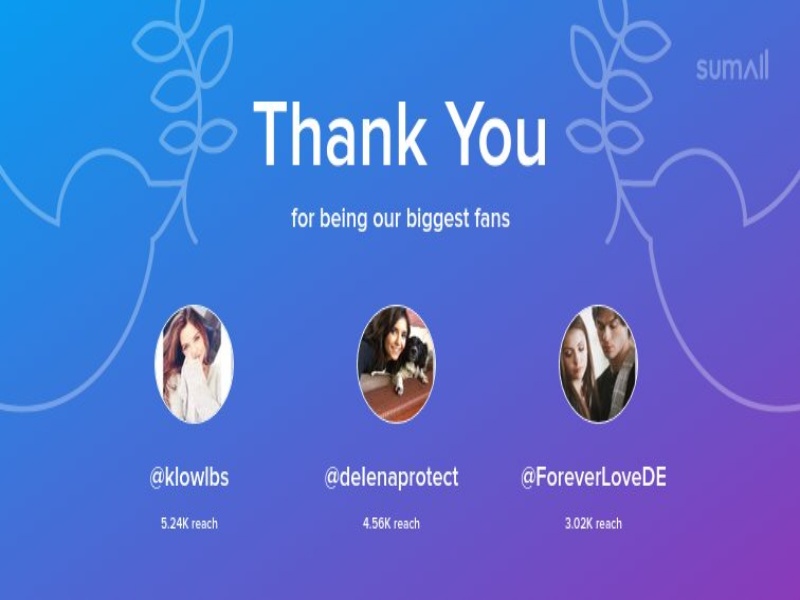 sumall
Thank You
for being our biggest fans
@klowlbs
@delenaprotect
@ForeverLoveDE
5.24K reach
4.56K reach
3.02K reach